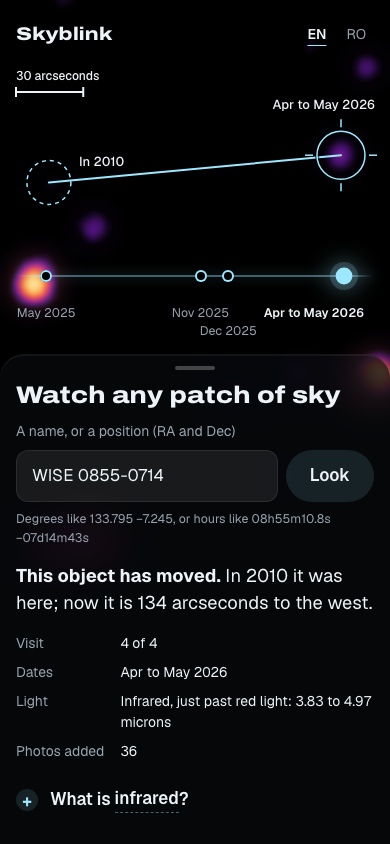 Skyblink
EN RO
30 arcseconds
Apr to May 2026
In 2010
May 2025
Nov 2025
Apr to May 2026
Dec 2025
Watch any patch of sky
A name, or a position (RA and Dec)
WISE 0855-0714
Look
Degrees like 133.795 −7.245, or hours like 08h55m10.8s
−07d14m43s
This object has moved. In 2010 it was
here; now it is 134 arcseconds to the west.
Visit 4 of 4
Dates Apr to May 2026
Light Infrared, just past red light: 3.83 to 4.97
microns
Photos added 36
+ What is infrared?